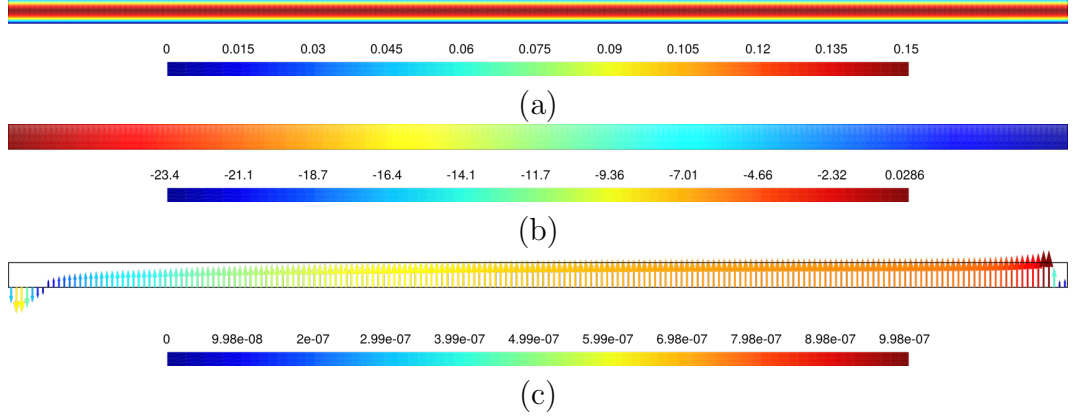 0 0.015 0.03 0.045 0.06 0.075 0.09 0.105 0.12 0.135 0.15
(a)
-23.4 -21.1 -18.7 -16.4 -14.1 -11.7 -9.36 -7.01 -4.66 -2.32 0.0286
(b)
0 9.98e-08 2e-07 2.99e-07 3.99e-07 4.99e-07 5.99e-07 6.98e-07 7.98e-07 8.98e-07 9.98e-07
(c)